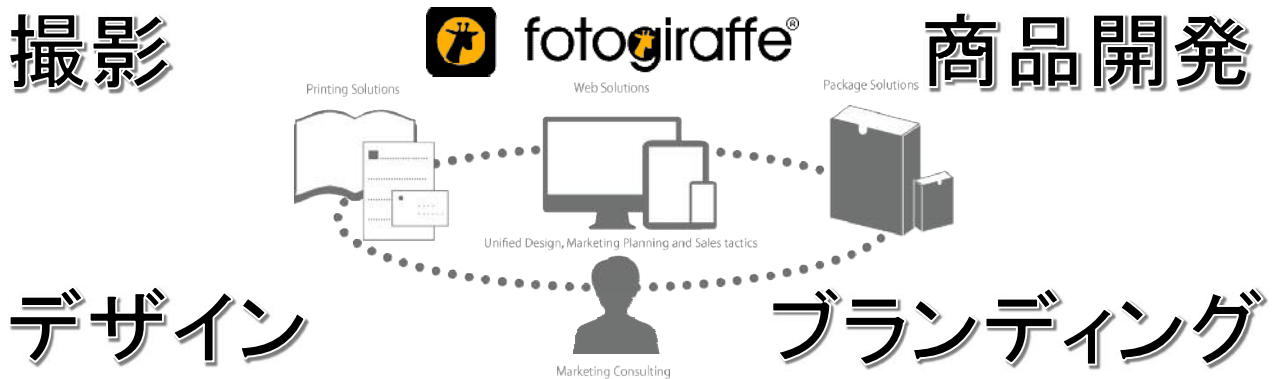 撮影
fotogiraffe®
商品開発
Printing Solutions
Web Solutions
Package Solutions
Unified Design, Marketing Planning and Sales tactics
デザイン
ブランディング
Marketing Consulting